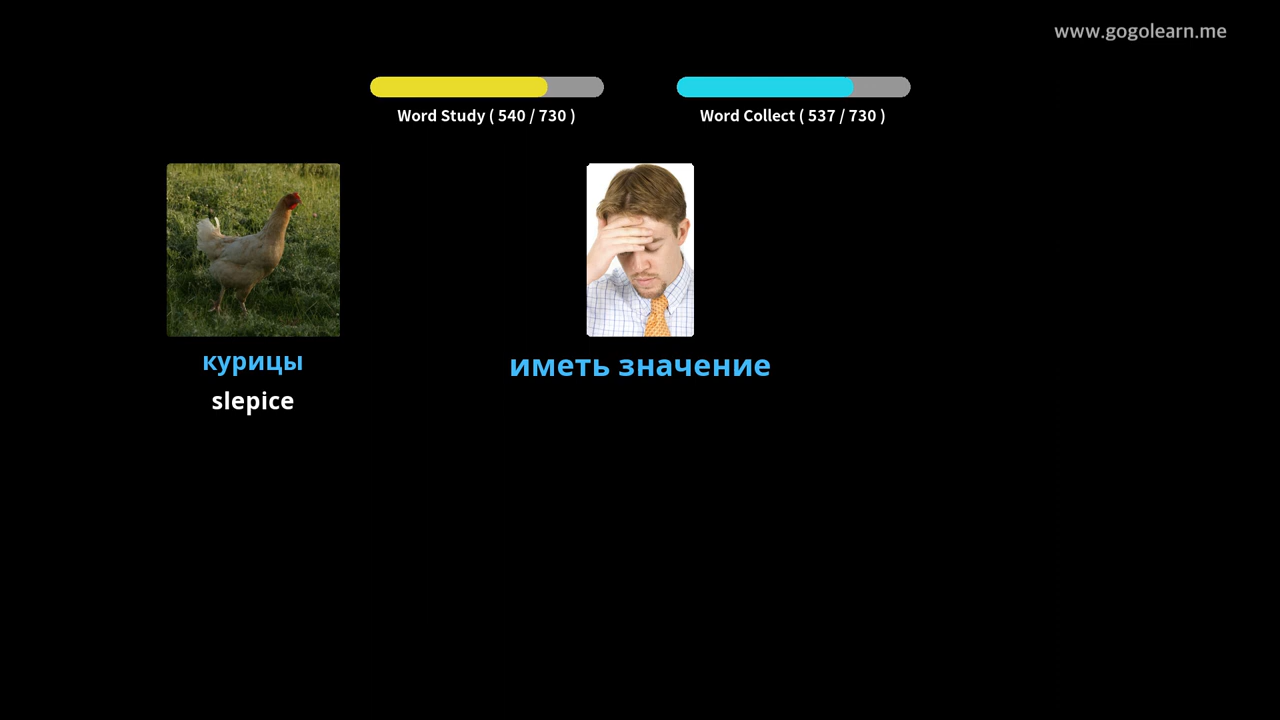 www.gogolearn.me
Word Study ( 540 / 730 )
Word Collect ( 537 / 730 )
курицы
slepice
иметь значение